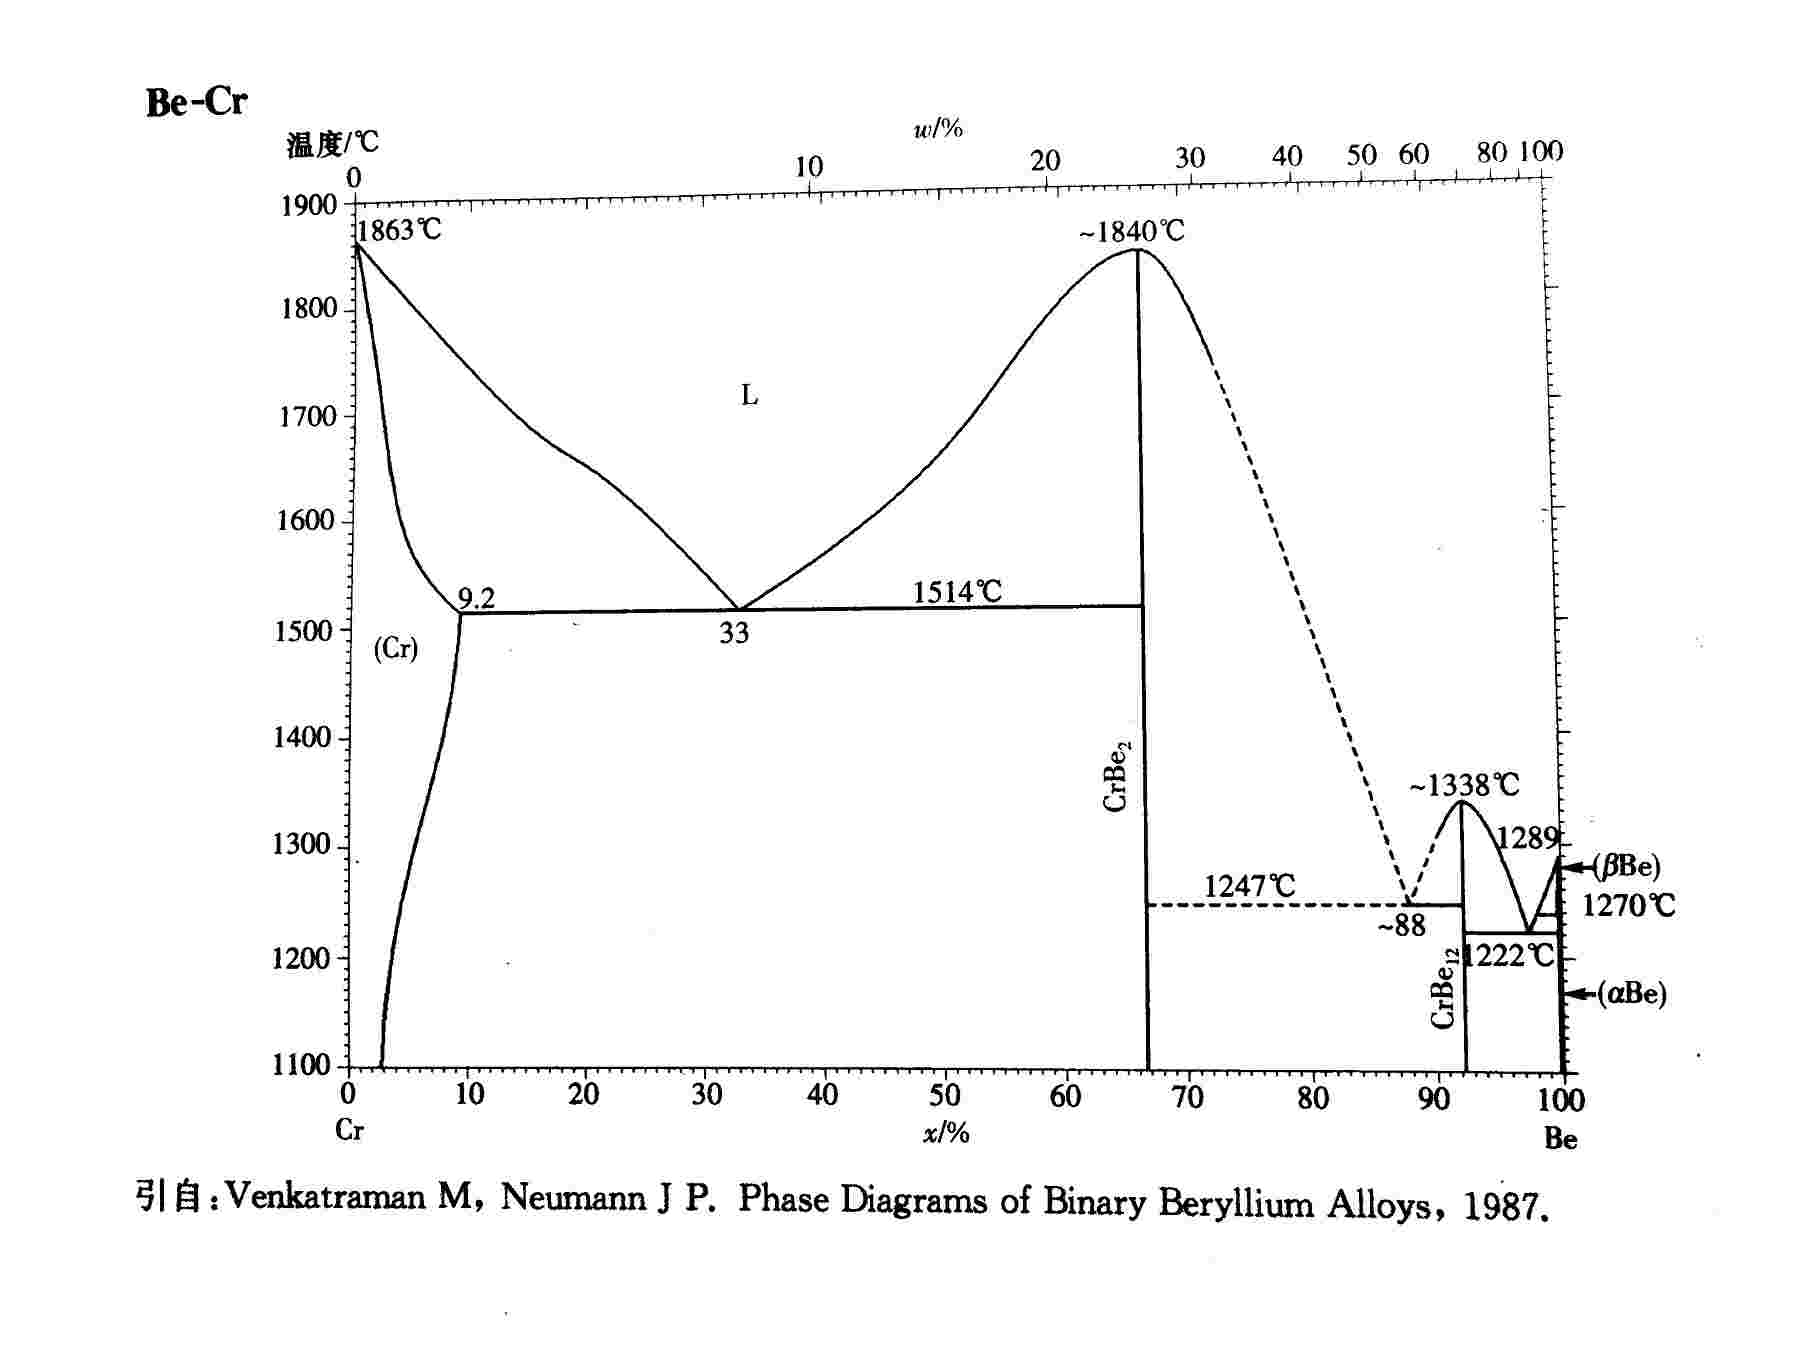 Be-Cr
温度/℃
w/%
0 10 20 30 40 50 60 80 100
1900
1863℃
~1840℃
1800
L
1700
1600
9.2
1514℃
1500
33
(Cr)
1400
CrBe₂
~1338℃
1300
1289
(βBe)
1247℃
1270℃
~88
1200
1222℃
CrBe₁₂
(αBe)
1100
0 10 20 30 40 50 60 70 80 90 100
Cr
x/%
Be
引自:Venkatraman M, Neumann J P. Phase Diagrams of Binary Beryllium Alloys, 1987.